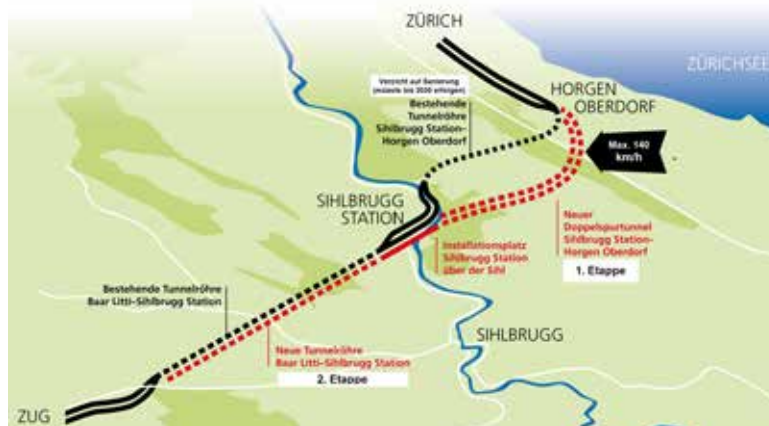 ZÜRICH
ZÜRICHSEE
Verzicht auf Sanierung
(müsste bis 2030 erfolgen)
HORGEN
OBERDORF
Bestehende
Tunnelröhre
Sihlbrugg Station–
Horgen Oberdorf
Max. 140
km/h
SIHLBRUGG
STATION
Neuer
Doppelspurtunnel
Sihlbrugg Station–
Horgen Oberdorf
1. Etappe
Installationsplatz
Sihlbrugg Station
über der Sihl
Bestehende Tunnelröhre
Baar Litti–Sihlbrugg Station
SIHLBRUGG
Neue Tunnelröhre
Baar Litti–Sihlbrugg Station
2. Etappe
ZUG